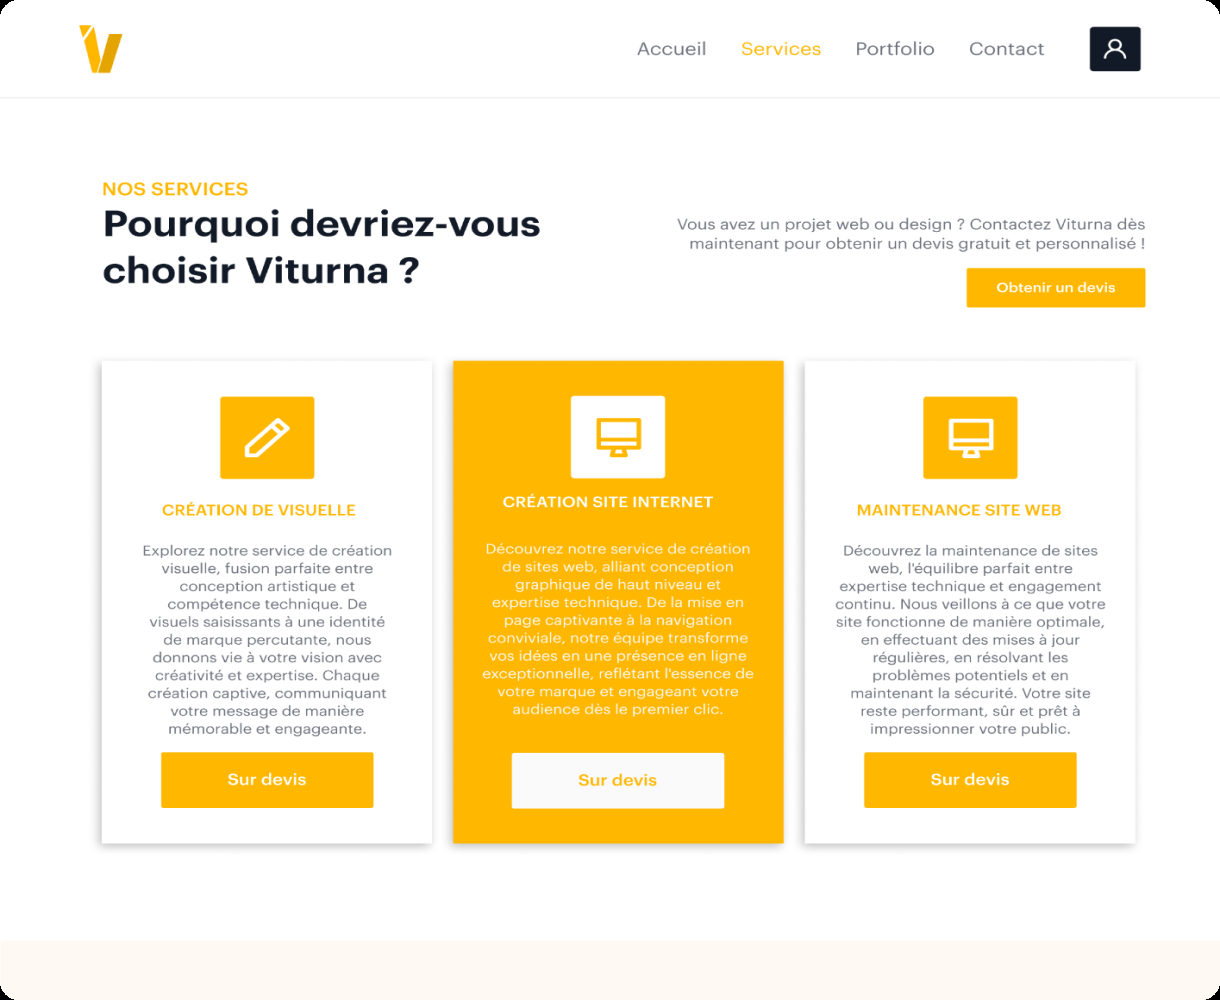 Accueil Services Portfolio Contact
NOS SERVICES
Pourquoi devriez-vous
choisir Viturna ?
Vous avez un projet web ou design ? Contactez Viturna dès
maintenant pour obtenir un devis gratuit et personnalisé !
Obtenir un devis
CRÉATION DE VISUELLE
Explorez notre service de création
visuelle, fusion parfaite entre
conception artistique et
compétence technique. De
visuels saisissants à une identité
de marque percutante, nous
donnons vie à votre vision avec
créativité et expertise. Chaque
création captive, communiquant
votre message de manière
mémorable et engageante.
Sur devis
CRÉATION SITE INTERNET
Découvrez notre service de création
de sites web, alliant conception
graphique de haut niveau et
expertise technique. De la mise en
page captivante à la navigation
conviviale, notre équipe transforme
vos idées en une présence en ligne
exceptionnelle, reflétant l'essence de
votre marque et engageant votre
audience dès le premier clic.
Sur devis
MAINTENANCE SITE WEB
Découvrez la maintenance de sites
web, l'équilibre parfait entre
expertise technique et engagement
continu. Nous veillons à ce que votre
site fonctionne de manière optimale,
en effectuant des mises à jour
régulières, en résolvant les
problèmes potentiels et en
maintenant la sécurité. Votre site
reste performant, sûr et prêt à
impressionner votre public.
Sur devis